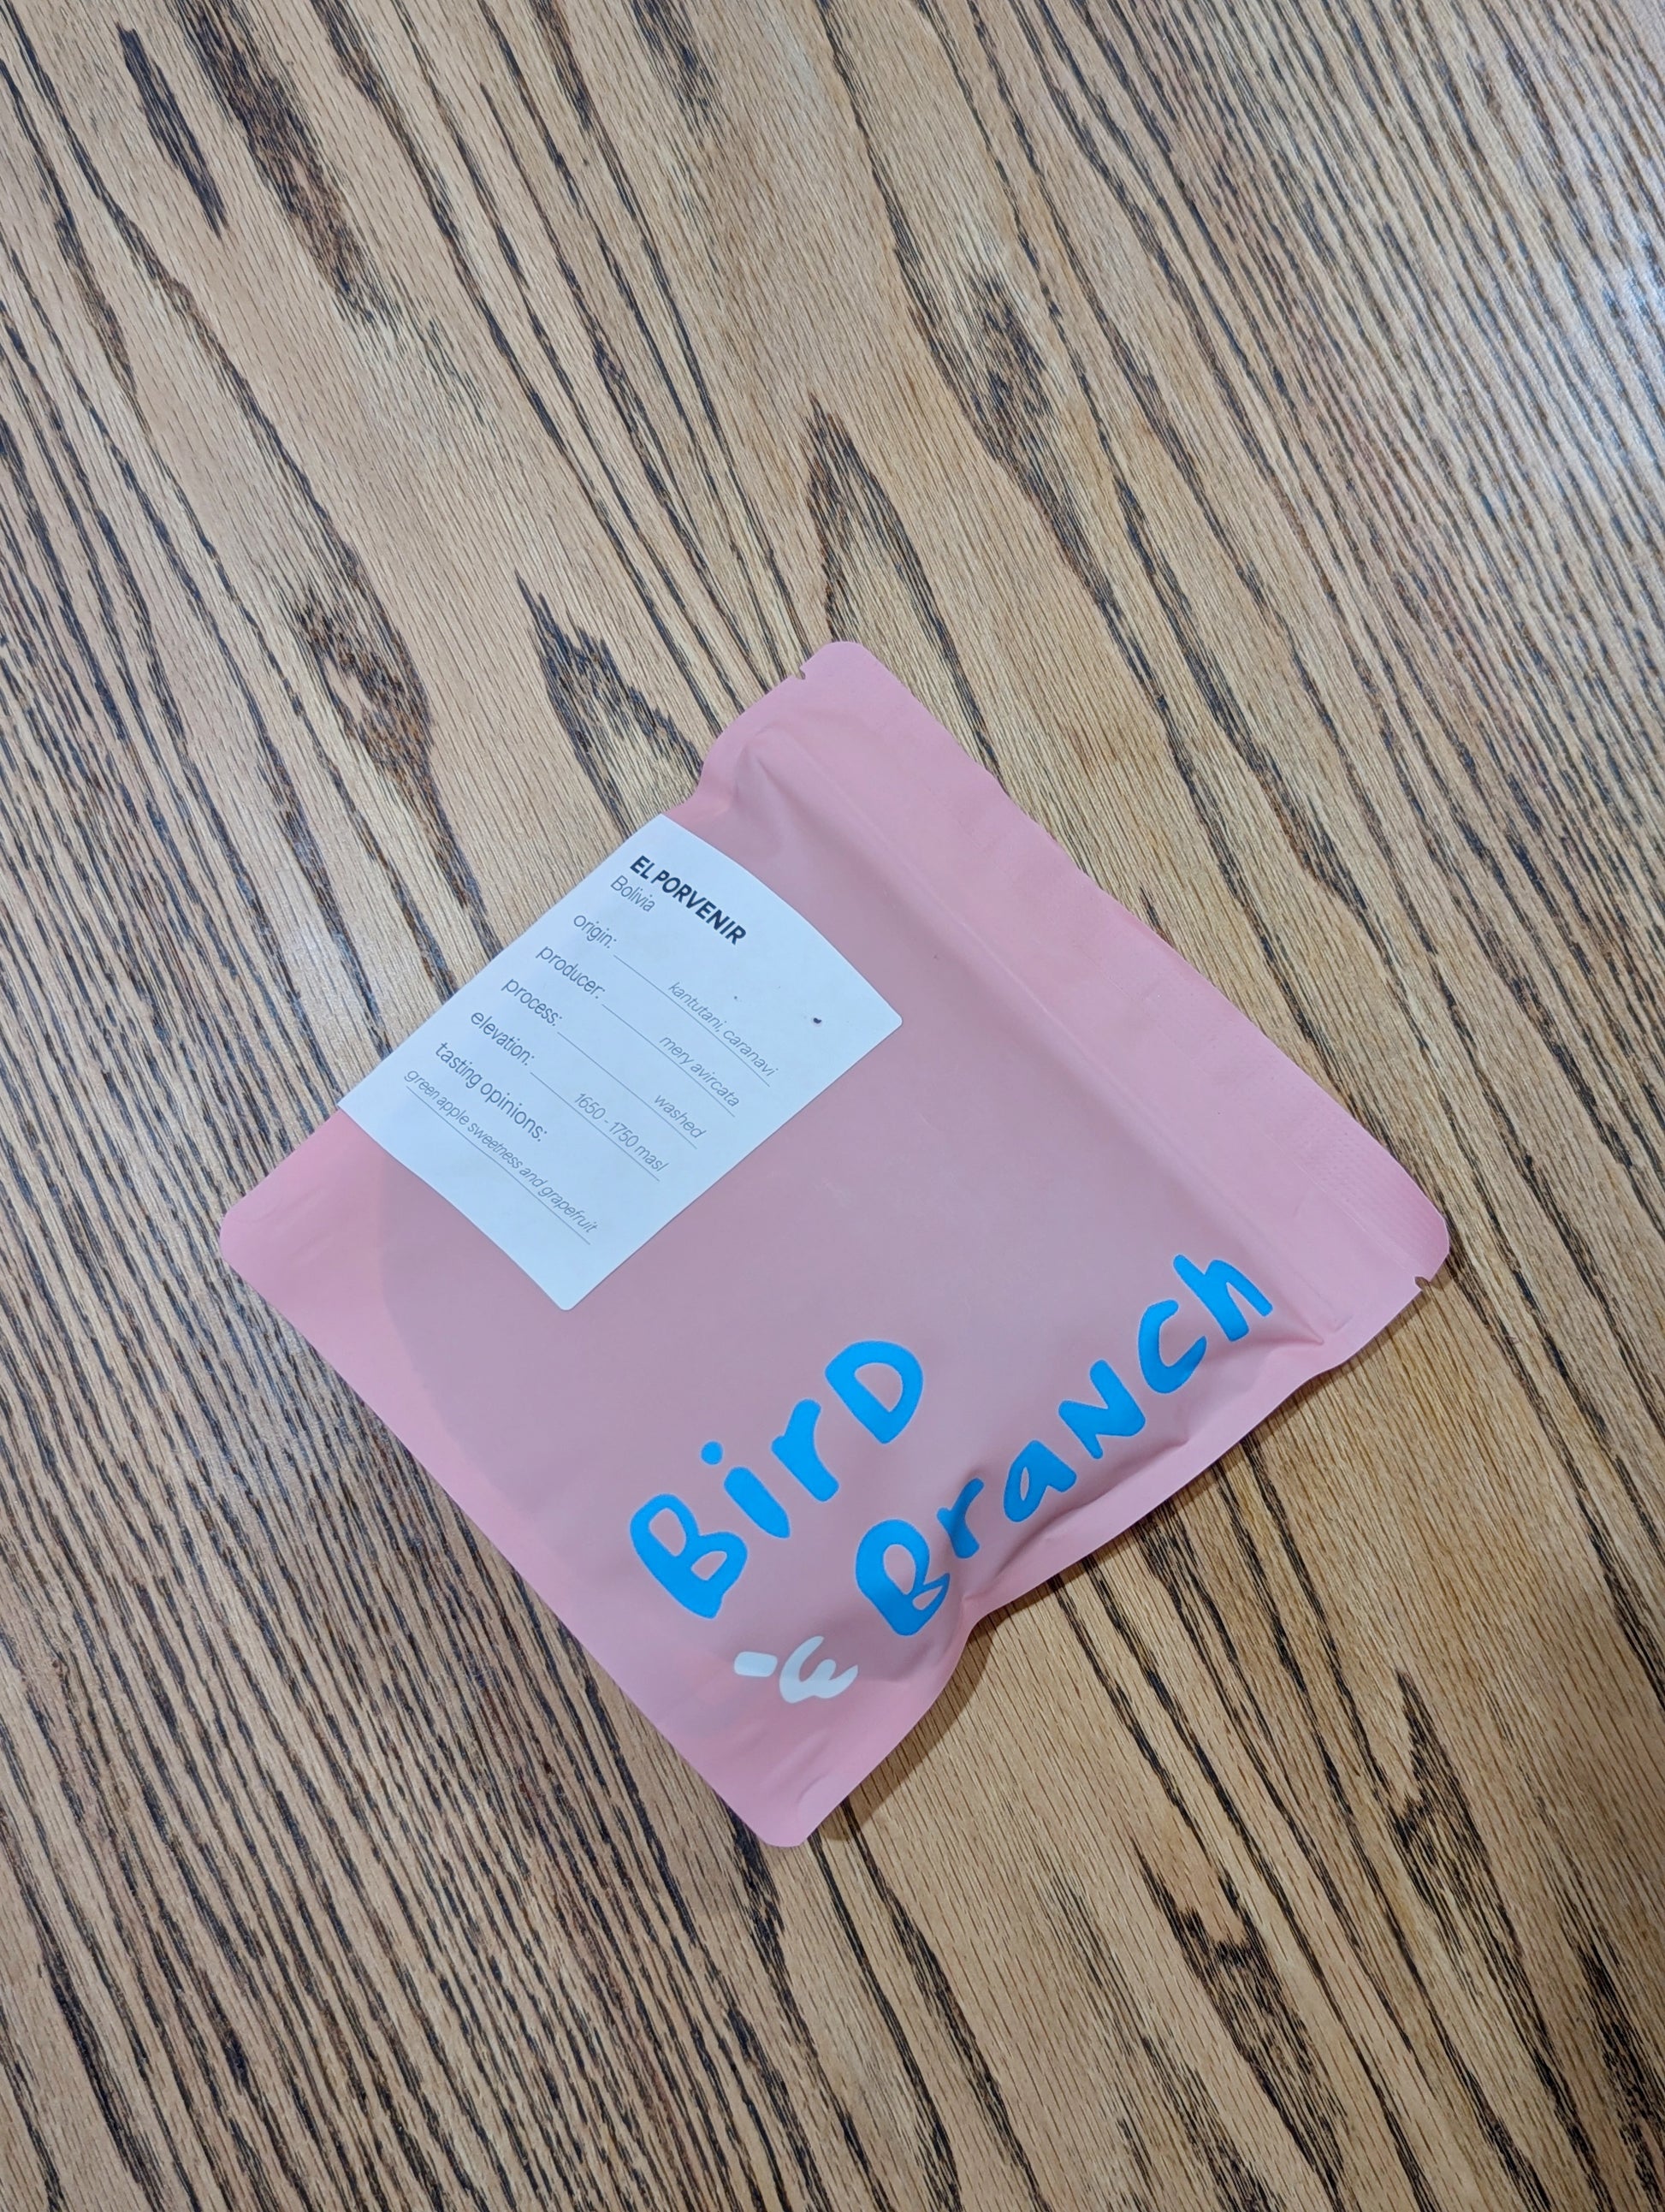 EL PORVENIR
Bolivia
origin: kantutani, caranavi
producer: mery avircata
process: washed
elevation: 1650 - 1750 masl
tasting opinions:
green apple sweetness and grapefruit
BirD
BraNCh